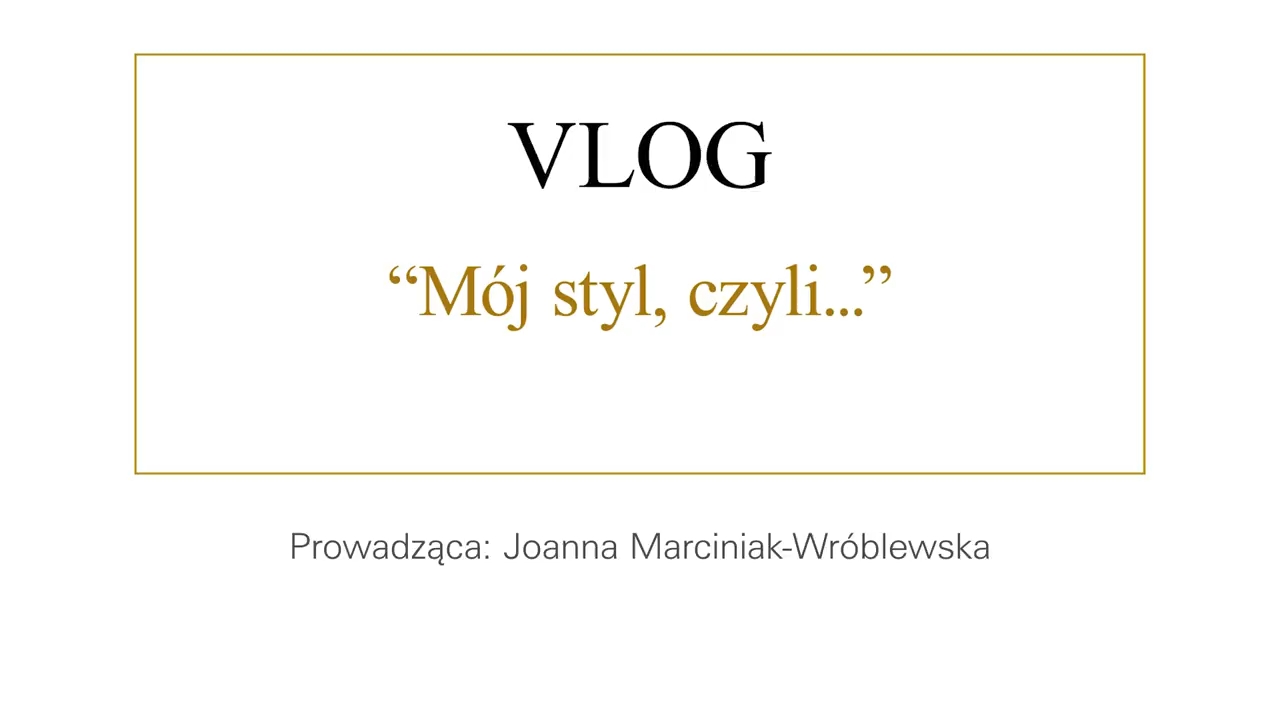 VLOG
“Mój styl, czyli...”
Prowadząca: Joanna Marciniak-Wróblewska